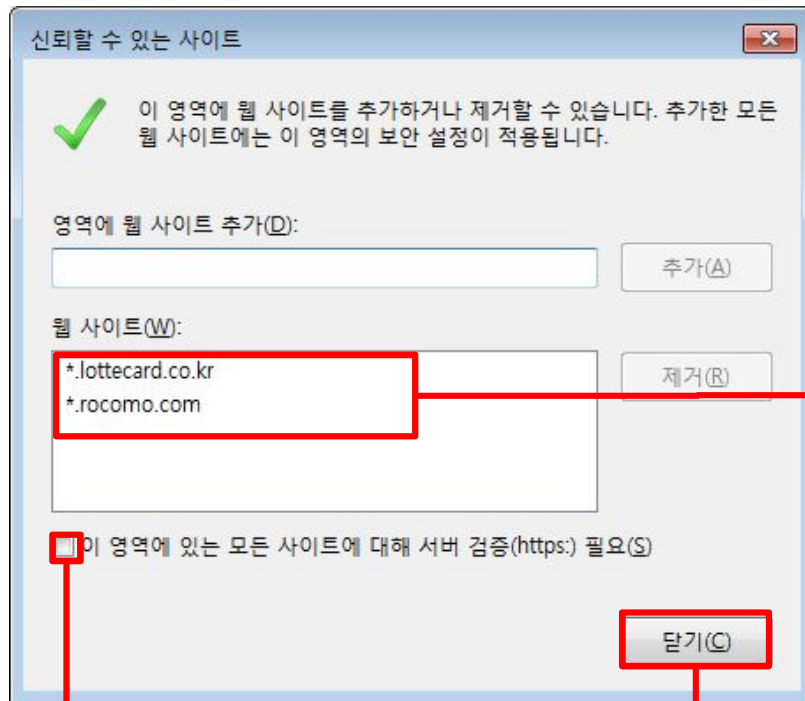 신뢰할 수 있는 사이트
이 영역에 웹 사이트를 추가하거나 제거할 수 있습니다. 추가한 모든
웹 사이트에는 이 영역의 보안 설정이 적용됩니다.
영역에 웹 사이트 추가(D):
추가(A)
웹 사이트(W):
*.lottecard.co.kr
제거(R)
*.rocomo.com
이 영역에 있는 모든 사이트에 대해 서버 검증(https:) 필요(S)
닫기(C)